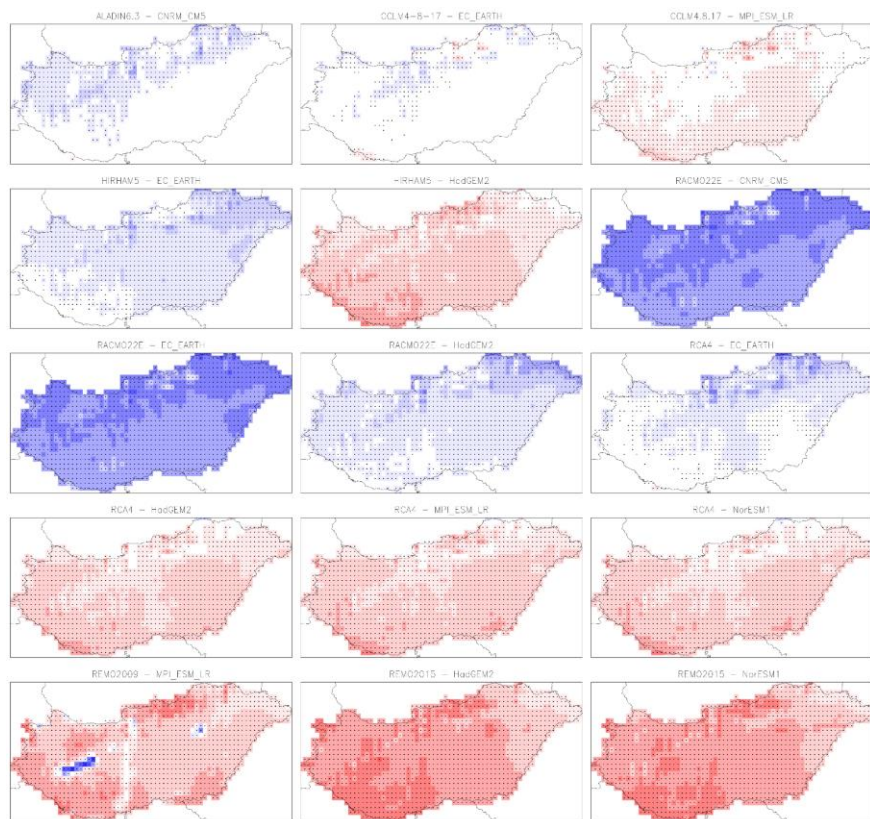 ALADIN6.3 - CNRM_CM5
CCLM4-8-17 - EC_EARTH
CCLM4.8.17 - MPI_ESM_LR
HIRHAM5 - EC_EARTH
HIRHAM5 - HadGEM2
RACMO22E - CNRM_CM5
RACMO22E - EC_EARTH
RACMO22E - HadGEM2
RCA4 - EC_EARTH
RCA4 - HadGEM2
RCA4 - MPI_ESM_LR
RCA4 - NorESM1
REMO2009 - MPI_ESM_LR
REMO2015 - HadGEM2
REMO2015 - NorESM1